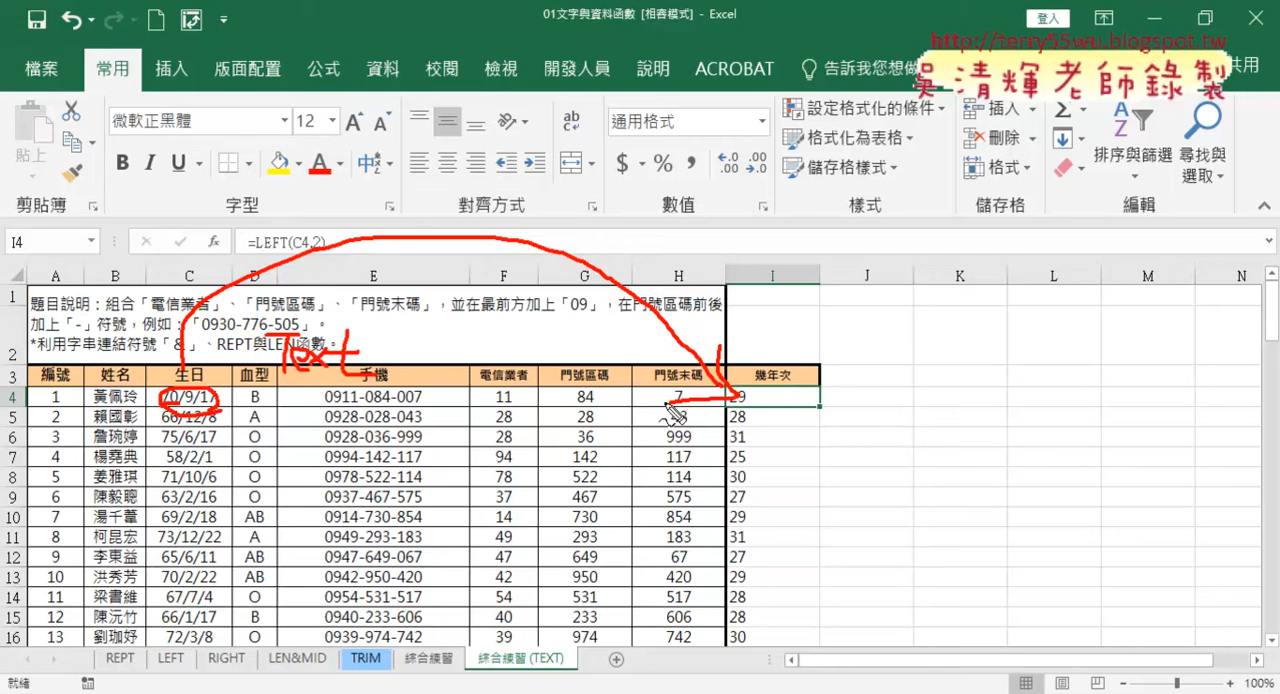 01文字與資料函數 [相容模式] - Excel
登入
http://terry55wu.blogspot.tw
吳清輝老師錄製
檔案 常用 插入 版面配置 公式 資料 校閱 檢視 開發人員 說明 ACROBAT 告訴我您想做 共用
貼上
微軟正黑體 12
B I U A 中
ab
通用格式
$ % ,
設定格式化的條件
格式化為表格
儲存格樣式
插入
刪除
格式
排序與篩選
尋找與選取
剪貼簿 字型 對齊方式 數值 樣式 儲存格 編輯
I4 fx =LEFT(C4,2)
A B C D E F G H I J K L M N
1 題目說明：組合「電信業者」、「門號區碼」、「門號末碼」，並在最前方加上「09」，在門號區碼前後
加上「-」符號，例如：「0930-776-505」。
2 *利用字串連結符號「&」、REPT與LEN函數。
Text
3 編號 姓名 生日 血型 手機 電信業者 門號區碼 門號末碼 幾年次
4 1 黃佩玲 70/9/17 B 0911-084-007 11 84 7 29
5 2 賴國彰 66/12/8 A 0928-028-043 28 28 28
6 3 詹琬婷 75/6/17 O 0928-036-999 28 36 999 31
7 4 楊堯典 58/2/1 O 0994-142-117 94 142 117 25
8 5 姜雅琪 71/10/6 O 0978-522-114 78 522 114 30
9 6 陳毅聰 63/2/16 O 0937-467-575 37 467 575 27
10 7 湯千葦 69/2/18 AB 0914-730-854 14 730 854 29
11 8 柯昆宏 73/12/22 A 0949-293-183 49 293 183 31
12 9 李東益 65/6/11 AB 0947-649-067 47 649 67 27
13 10 洪秀芳 70/2/22 AB 0942-950-420 42 950 420 29
14 11 梁書維 67/7/4 O 0954-531-517 54 531 517 28
15 12 陳沅竹 66/1/17 B 0940-233-606 40 233 606 28
16 13 劉珈妤 72/3/8 O 0939-974-742 39 974 742 30
REPT LEFT RIGHT LEN&MID TRIM 綜合練習 綜合練習 (TEXT)
就緒 100%